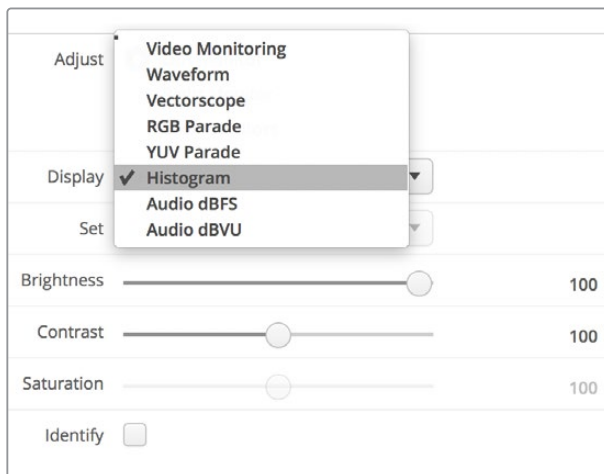 Adjust
Video Monitoring
Waveform
Vectorscope
RGB Parade
YUV Parade
Display
✔ Histogram
Audio dBFS
Set
Audio dBVU
Brightness 100
Contrast 100
Saturation 100
Identify